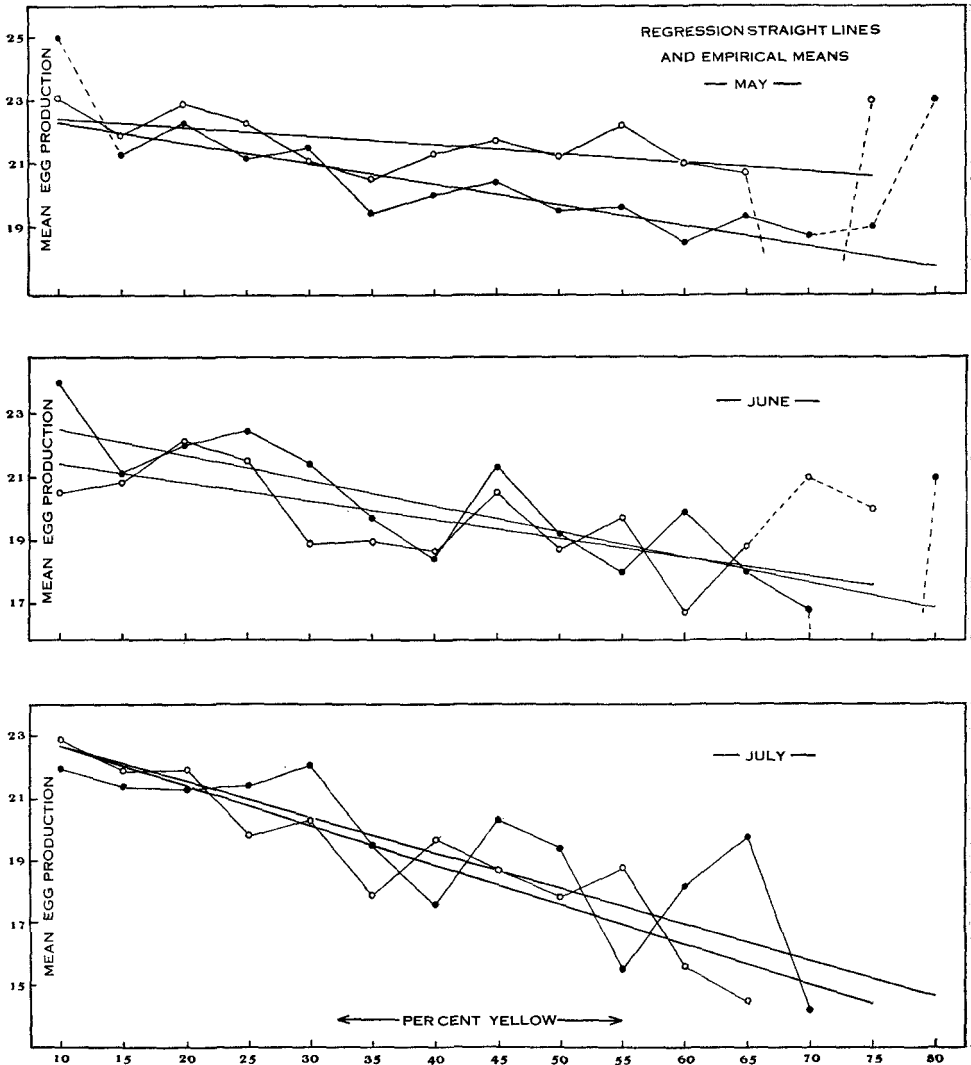 REGRESSION STRAIGHT LINES
AND EMPIRICAL MEANS
— MAY —
MEAN EGG PRODUCTION
25
23
21
19
— JUNE —
MEAN EGG PRODUCTION
23
21
19
17
— JULY —
MEAN EGG PRODUCTION
23
21
19
17
15
PER CENT YELLOW
10 15 20 25 30 35 40 45 50 55 60 65 70 75 80